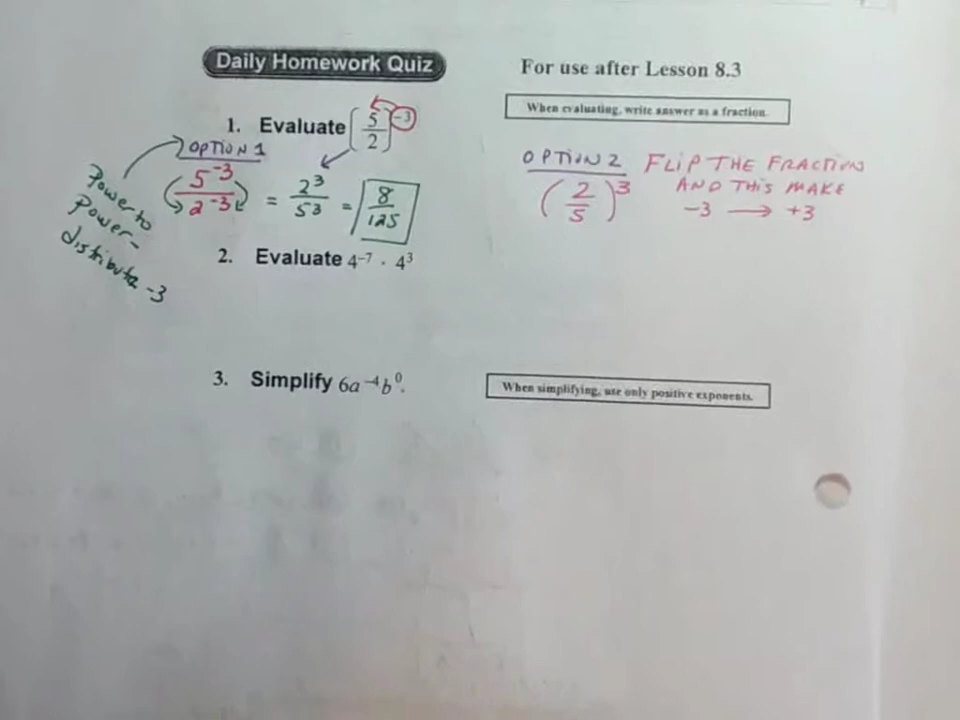 Daily Homework Quiz
For use after Lesson 8.3
When evaluating, write answer as a fraction.
1. Evaluate (5/2)^-3
OPTION 1
5^-3/2^-3 = 2^3/5^3 = 8/125
Power to
Power-
distribute -3
OPTION 2 FLIP THE FRACTION
AND THIS MAKE
(2/5)^3 -3 → +3
2. Evaluate 4^-7 · 4^3
3. Simplify 6a^-4b^0.
When simplifying, use only positive exponents.